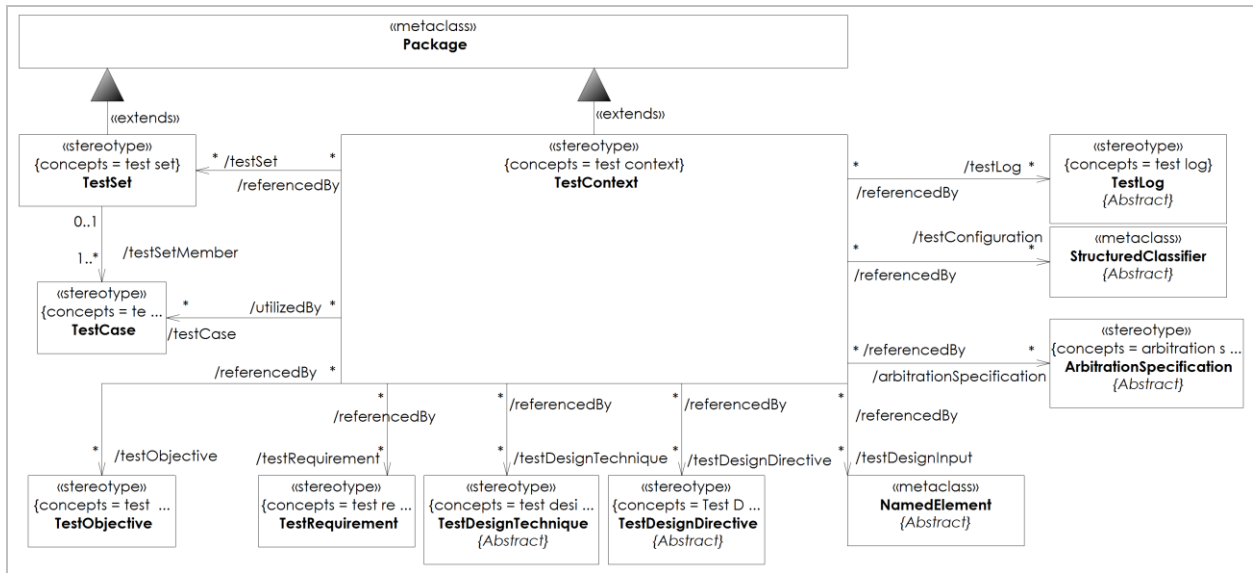 «metaclass»
Package
«extends»
«extends»
«stereotype»
{concepts = test set}
TestSet
* /testSet *
/referencedBy
«stereotype»
{concepts = test context}
TestContext
* /testLog *
/referencedBy
«stereotype»
{concepts = test log}
TestLog
{Abstract}
0..1
1..*
/testSetMember
/testConfiguration
* *
/referencedBy
«metaclass»
StructuredClassifier
{Abstract}
«stereotype»
{concepts = te ...
TestCase
* /utilizedBy *
/testCase
* /referencedBy *
/arbitrationSpecification
«stereotype»
{concepts = arbitration s ...
ArbitrationSpecification
{Abstract}
/referencedBy *
*
/referencedBy
*
/referencedBy
*
/referencedBy
*
/referencedBy
*
/testObjective
*
/testRequirement
*
/testDesignTechnique
*
/testDesignDirective
*
/testDesignInput
«stereotype»
{concepts = test ...
TestObjective
«stereotype»
{concepts = test re ...
TestRequirement
«stereotype»
{concepts = test desi ...
TestDesignTechnique
{Abstract}
«stereotype»
{concepts = Test D ...
TestDesignDirective
{Abstract}
«metaclass»
NamedElement
{Abstract}